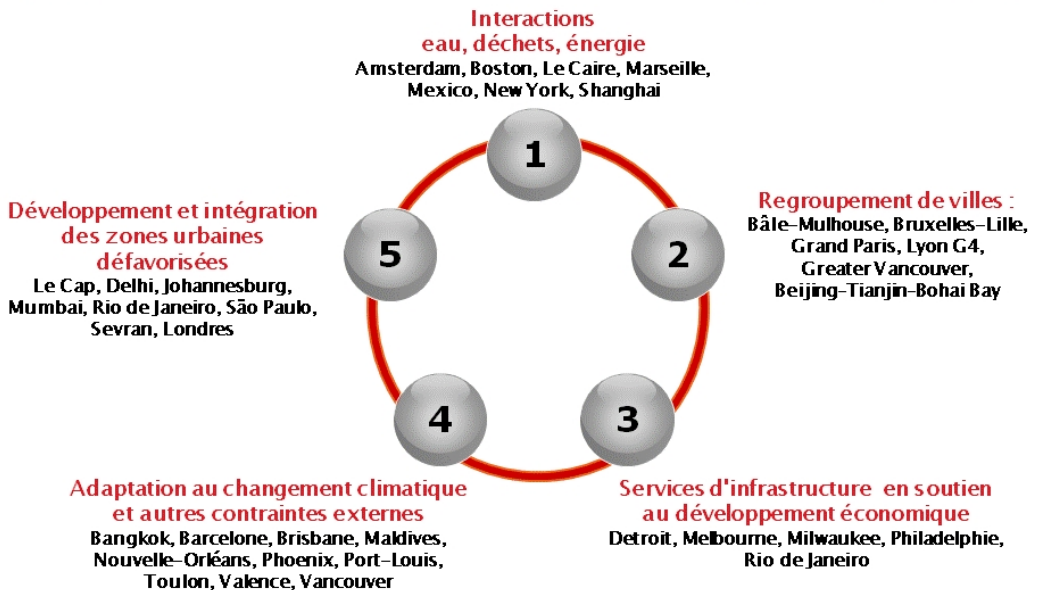 Interactions
eau, déchets, énergie
Amsterdam, Boston, Le Caire, Marseille,
Mexico, New York, Shanghai
1
Regroupement de villes :
Bâle-Mulhouse, Bruxelles-Lille,
Grand Paris, Lyon G4,
Greater Vancouver,
Beijing-Tianjin-Bohai Bay
2
Services d'infrastructure en soutien
au développement économique
Detroit, Melbourne, Milwaukee, Philadelphie,
Rio de Janeiro
3
Adaptation au changement climatique
et autres contraintes externes
Bangkok, Barcelone, Brisbane, Maldives,
Nouvelle-Orléans, Phoenix, Port-Louis,
Toulon, Valence, Vancouver
4
Développement et intégration
des zones urbaines
défavorisées
Le Cap, Delhi, Johannesburg,
Mumbai, Rio de Janeiro, São Paulo,
Sevran, Londres
5